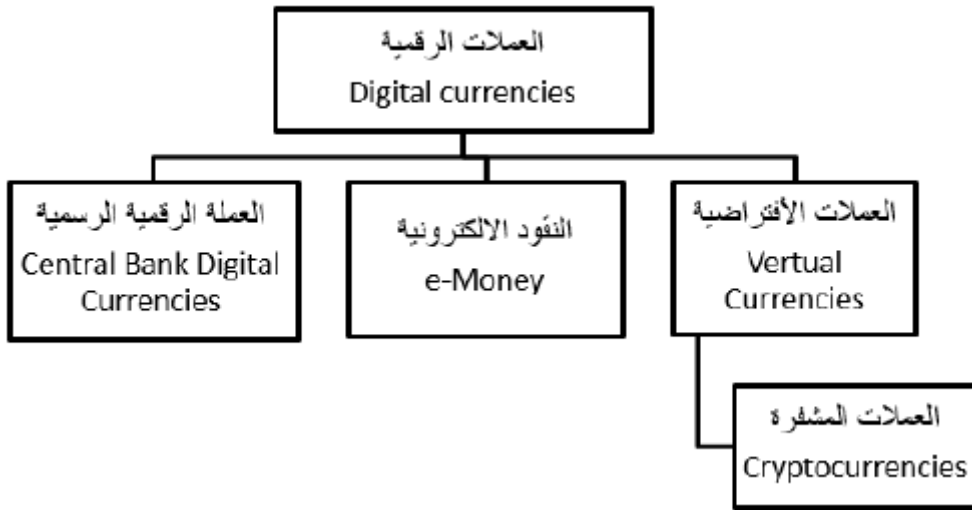 العملات الرقمية
Digital currencies
العملات الأفتراضية
Vertual
Currencies
النقود الالكترونية
e-Money
العملة الرقمية الرسمية
Central Bank Digital
Currencies
العملات المشفرة
Cryptocurrencies